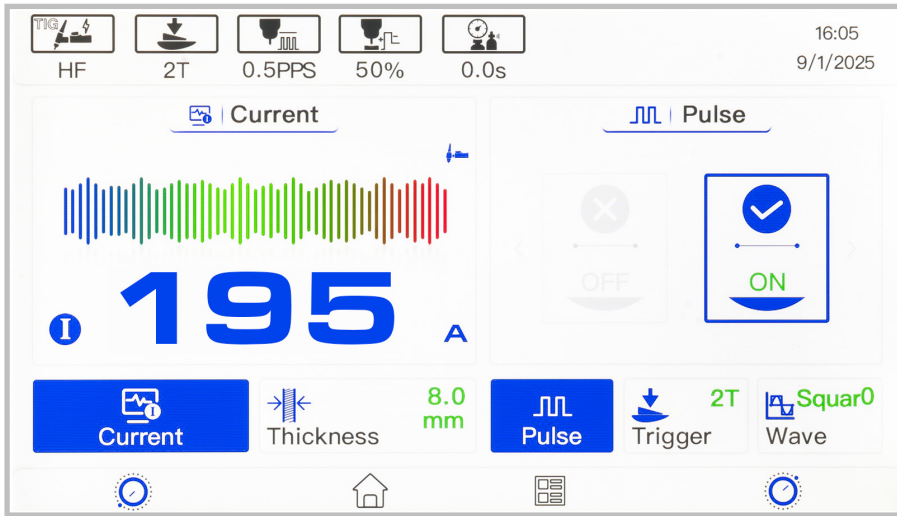 TIG
HF
2T
0.5PPS
50%
0.0s
16:05
9/1/2025
Current
Pulse
I
195
A
OFF
ON
Current
8.0
mm
Thickness
Pulse
2T
Trigger
Squar0
Wave